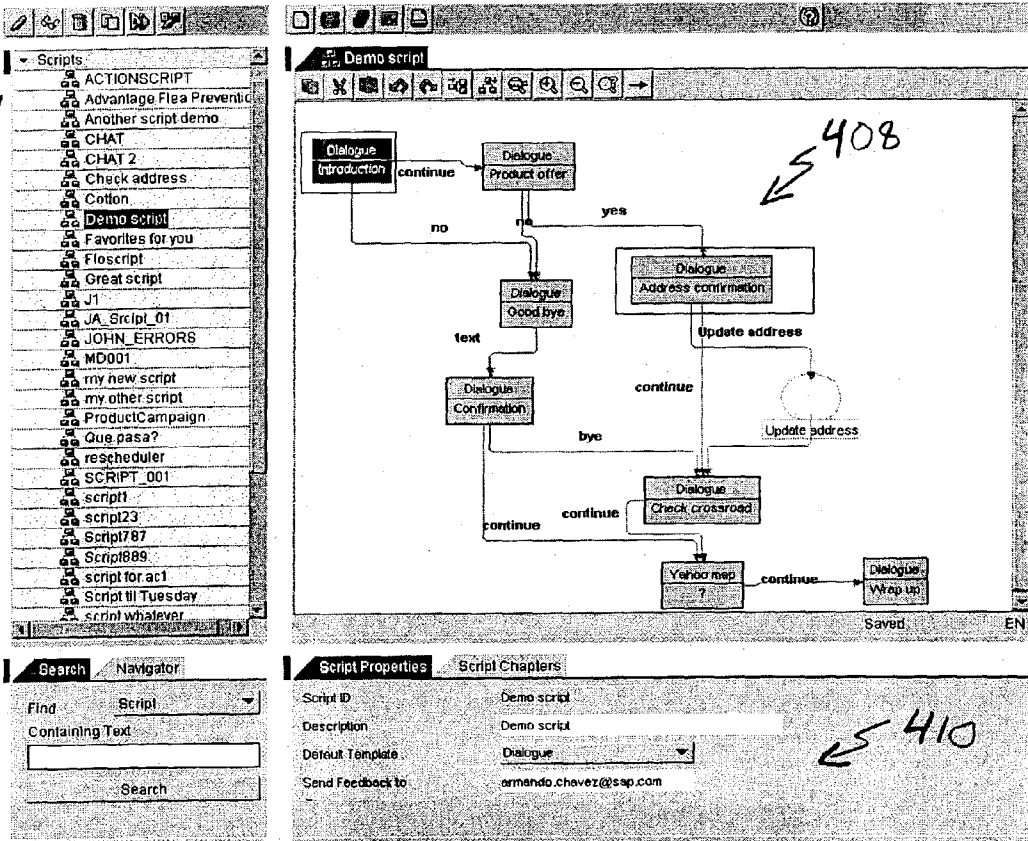 Scripts
ACTIONSCRIPT
Advantage Flea Preventic
Another script demo
CHAT
CHAT 2
Check address
Cotton
Demo script
Favorites for you
Floscript
Great script
J1
JA_Srcipt_01
JOHN_ERRORS
MD001
my new script
my other script
ProductCampaign
Que pasa?
rescheduler
SCRIPT_001
script1
script23
Script787
Script889
script for ac1
Script til Tuesday
script whatever
Demo script
408
Dialogue
Introduction
continue
Dialogue
Product offer
no
no
yes
Dialogue
Address confirmation
Dialogue
Good bye
text
Update address
Dialogue
Confirmation
continue
Update address
bye
Dialogue
Check crossroad
continue
continue
Yahoo map
?
continue
Dialogue
Wrap up
Saved
EN
Search
Navigator
Find
Script
Containing Text
Search
Script Properties
Script Chapters
Script ID
Demo script
Description
Demo script
Default Template
Dialogue
Send Feedback to
armando.chavez@sap.com
410